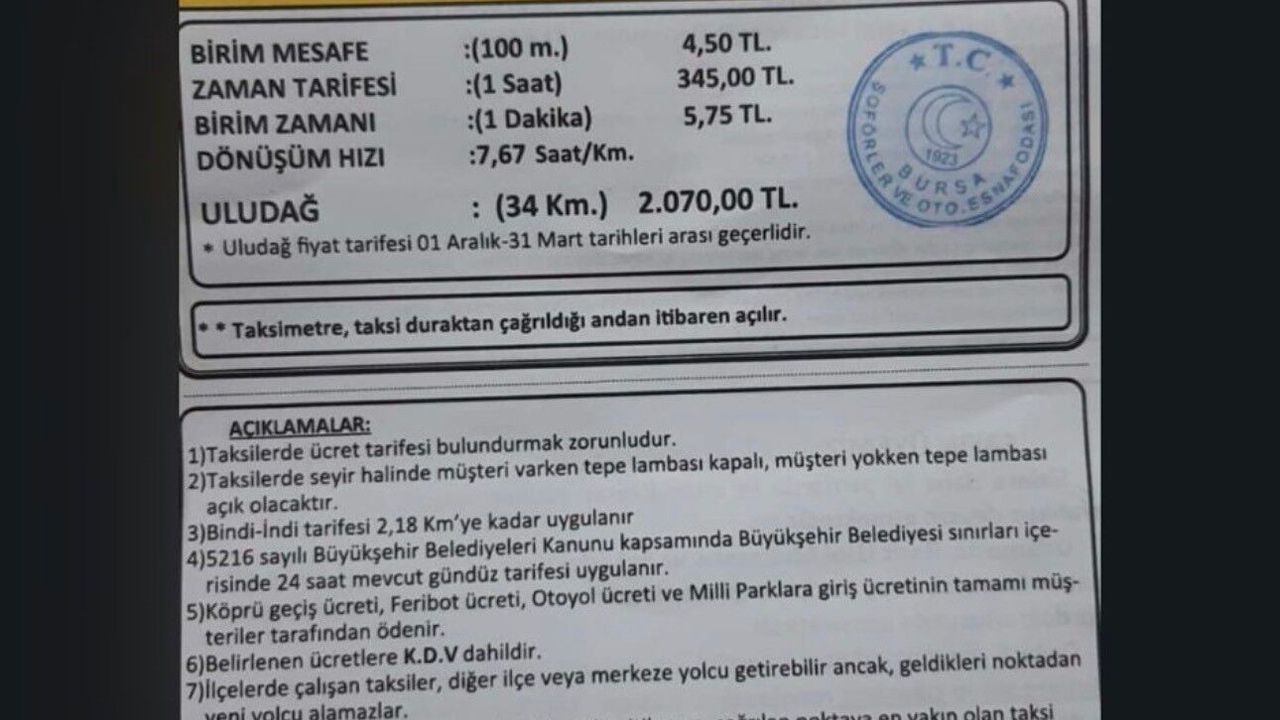 BİRİM MESAFE :(100 m.) 4,50 TL.
ZAMAN TARİFESİ :(1 Saat) 345,00 TL.
BİRİM ZAMANI :(1 Dakika) 5,75 TL.
DÖNÜŞÜM HIZI :7,67 Saat/Km.
ULUDAĞ : (34 Km.) 2.070,00 TL.
* Uludağ fiyat tarifesi 01 Aralık-31 Mart tarihleri arası geçerlidir.
T.C.
ŞOFÖRLER VE OTO.ESNAFODASI
1923
BURSA
* * Taksimetre, taksi duraktan çağrıldığı andan itibaren açılır.
AÇIKLAMALAR:
1)Taksilerde ücret tarifesi bulundurmak zorunludur.
2)Taksilerde seyir halinde müşteri varken tepe lambası kapalı, müşteri yokken tepe lambası
açık olacaktır.
3)Bindi-İndi tarifesi 2,18 Km’ye kadar uygulanır
4)5216 sayılı Büyükşehir Belediyeleri Kanunu kapsamında Büyükşehir Belediyesi sınırları içe-
risinde 24 saat mevcut gündüz tarifesi uygulanır.
5)Köprü geçiş ücreti, Feribot ücreti, Otoyol ücreti ve Milli Parklara giriş ücretinin tamamı müş-
teriler tarafından ödenir.
6)Belirlenen ücretlere K.D.V dahildir.
7)İlçelerde çalışan taksiler, diğer ilçe veya merkeze yolcu getirebilir ancak, geldikleri noktadan
yeni yolcu alamazlar.
noktaya en yakın olan taksi